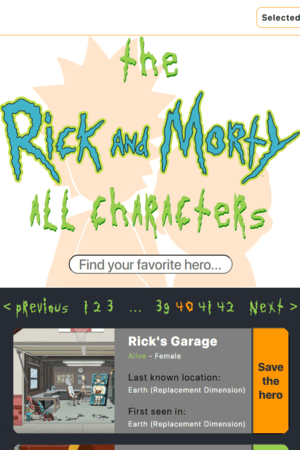 Selected
the
Rick AND Morty
ALL ChARACteRs
Find your favorite hero...
< pRevious 1 2 3 ... 39 40 41 42 Next >
Rick's Garage
Alive - Female
Last known location:
Earth (Replacement Dimension)
First seen in:
Earth (Replacement Dimension)
Save
the
hero